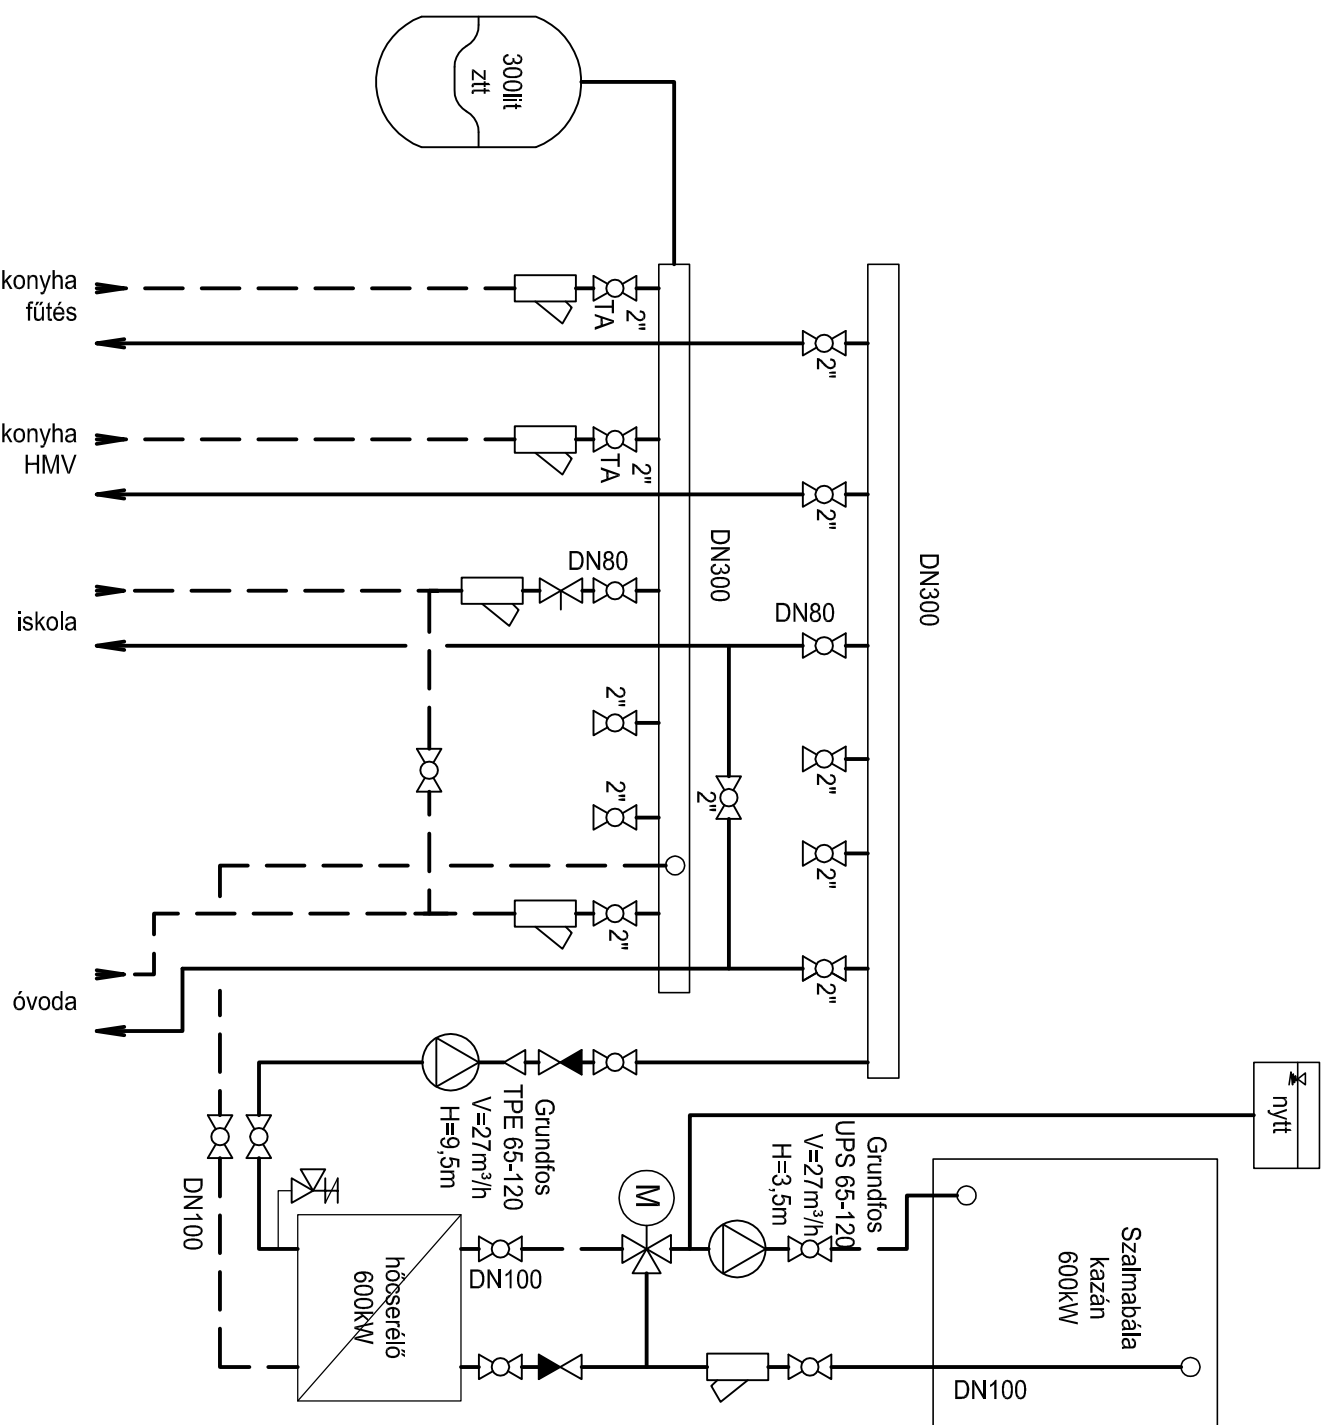 300lit
ztt
konyha
fűtés
TA
2"
2"
konyha
HMV
TA
2"
2"
DN80
DN300
DN300
DN80
iskola
2"
2"
2"
2"
2"
2"
2"
óvoda
Grundfos
TPE 65-120
V=27m³/h
H=9,5m
Grundfos
UPS 65-120
V=27m³/h
H=3,5m
nytt
M
DN100
DN100
hőcserélő
600kW
Szalmabála
kazán
600kW
DN100